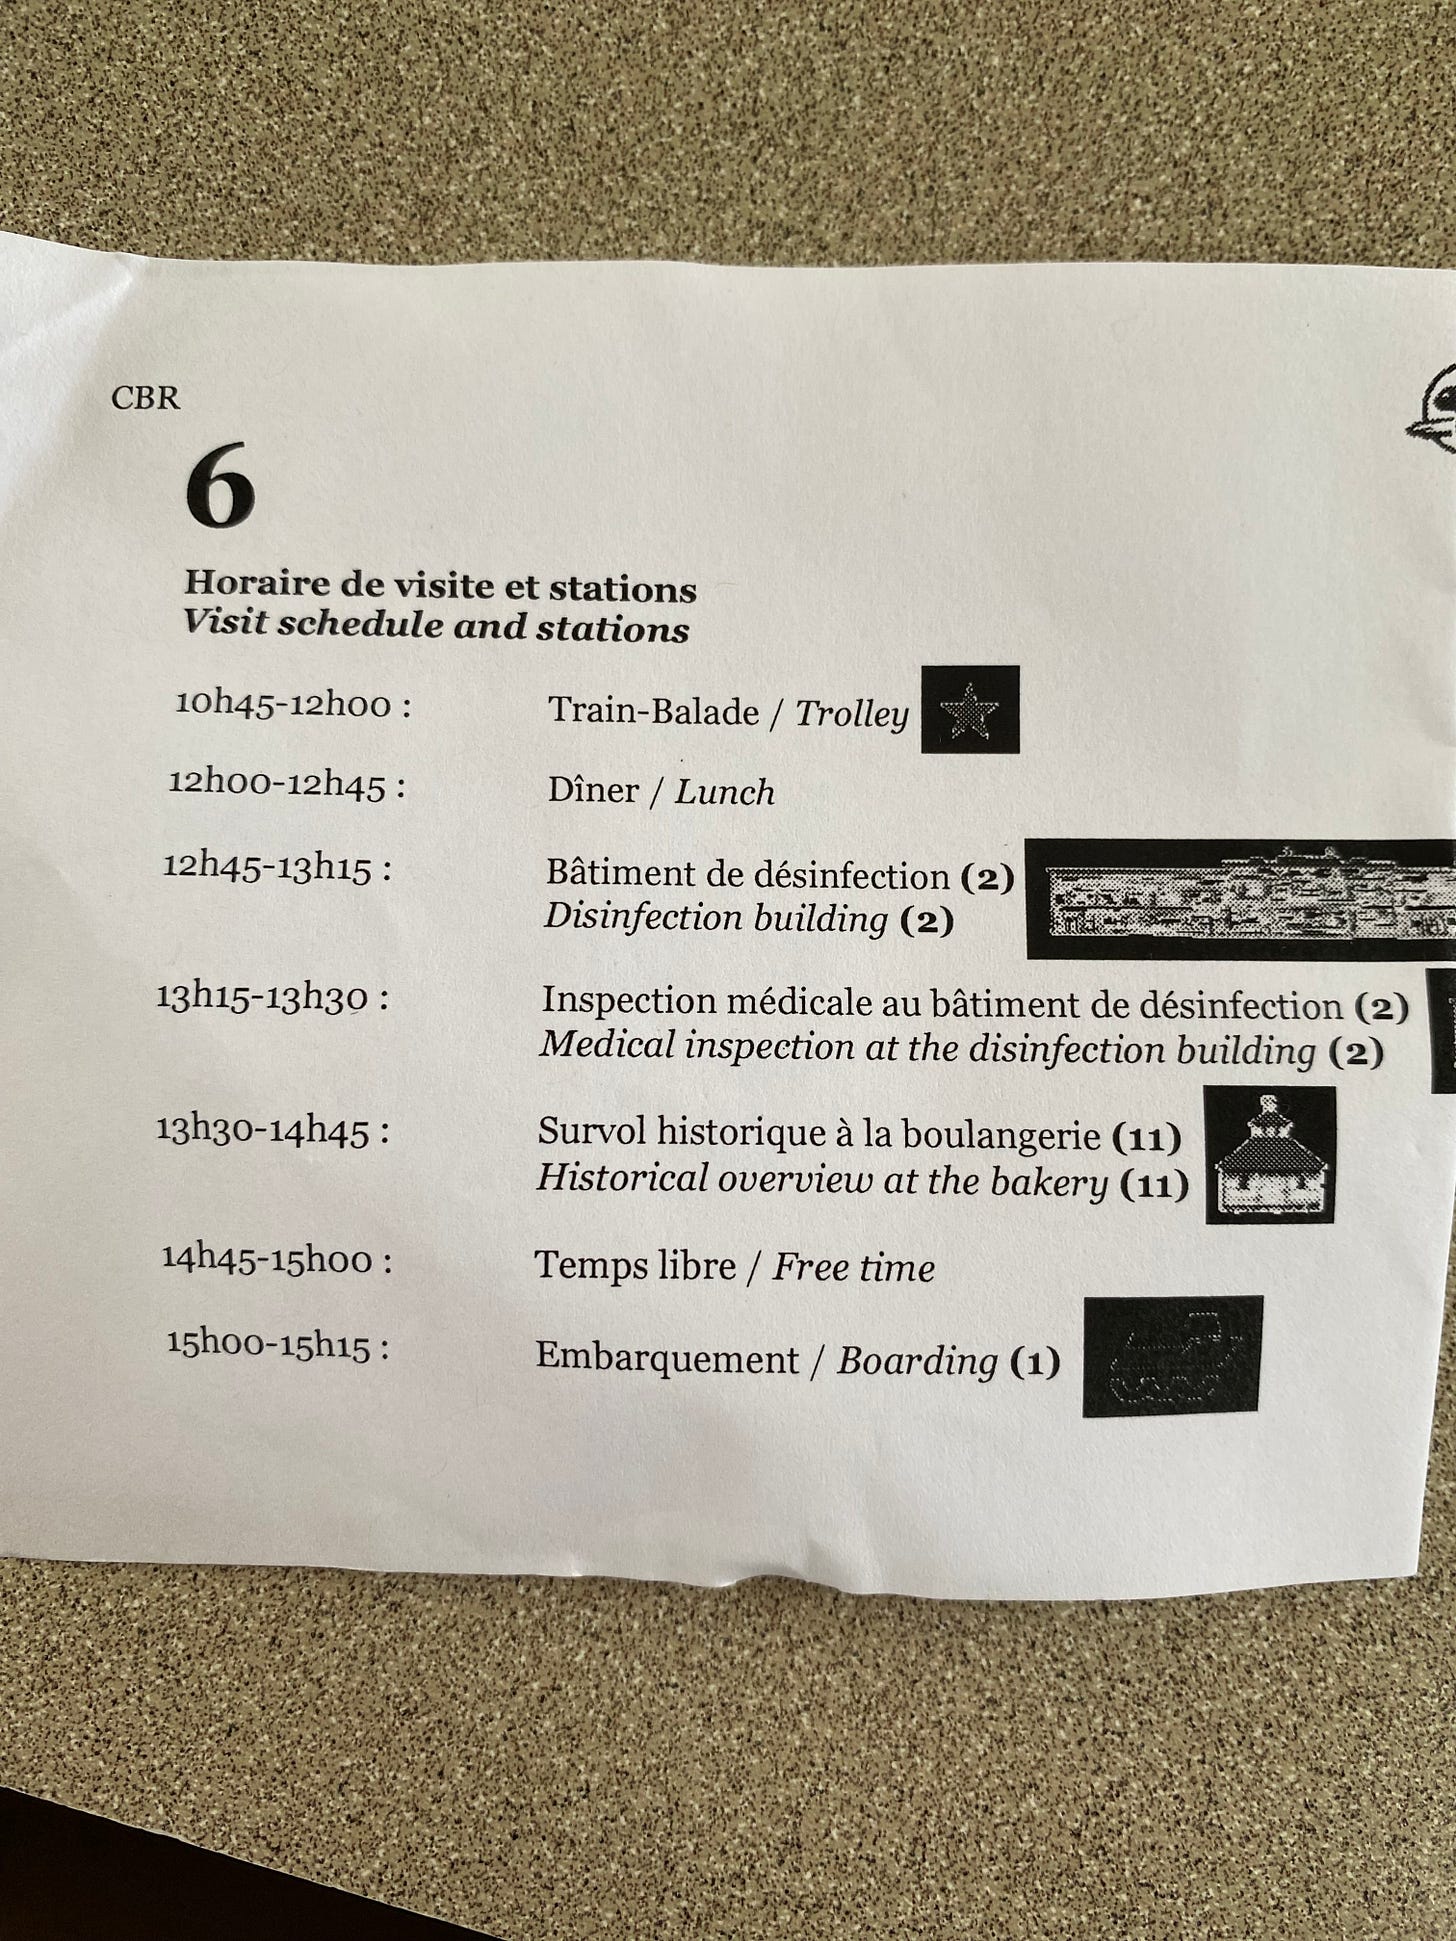 CBR
6
Horaire de visite et stations
Visit schedule and stations
10h45-12h00 : Train-Balade / Trolley
12h00-12h45 : Dîner / Lunch
12h45-13h15 : Bâtiment de désinfection (2)
Disinfection building (2)
13h15-13h30 : Inspection médicale au bâtiment de désinfection (2)
Medical inspection at the disinfection building (2)
13h30-14h45 : Survol historique à la boulangerie (11)
Historical overview at the bakery (11)
14h45-15h00 : Temps libre / Free time
15h00-15h15 : Embarquement / Boarding (1)